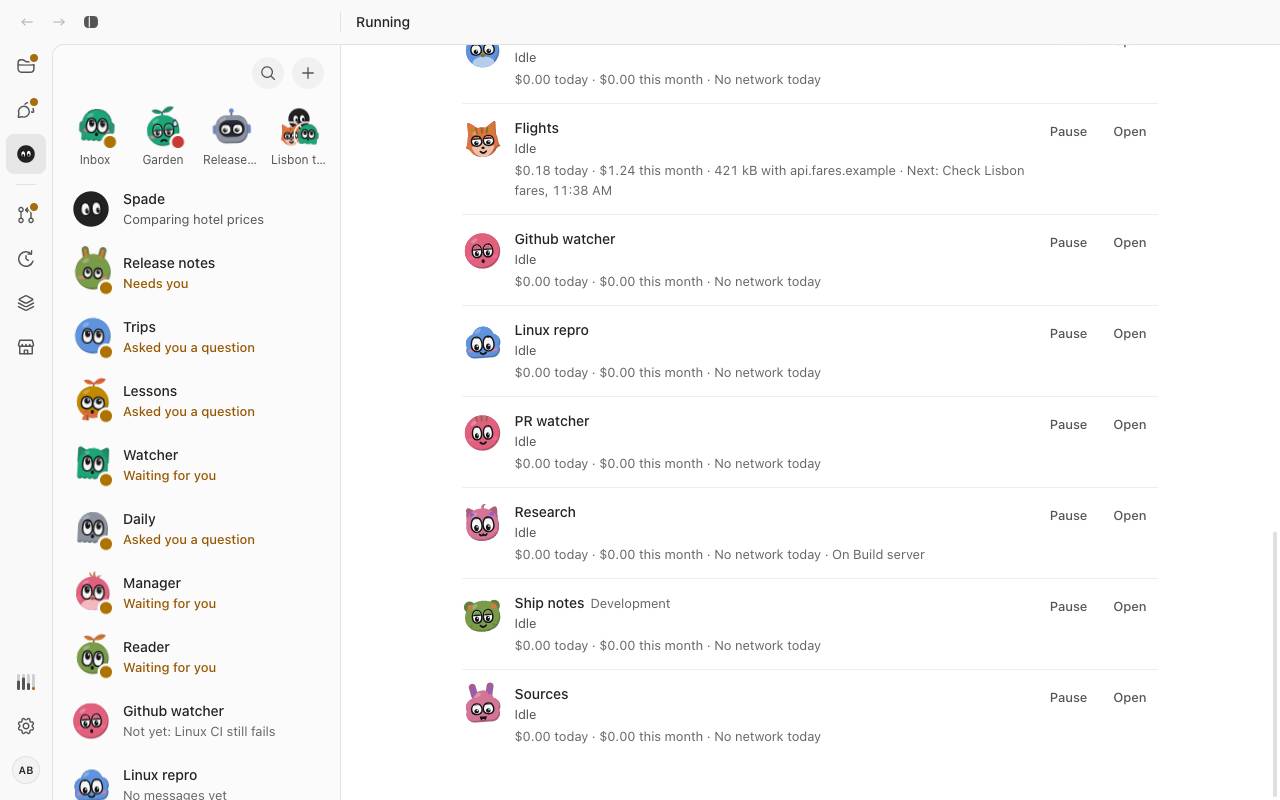 Running
Inbox
Garden
Release...
Lisbon t...
Spade
Comparing hotel prices
Release notes
Needs you
Trips
Asked you a question
Lessons
Asked you a question
Watcher
Waiting for you
Daily
Asked you a question
Manager
Waiting for you
Reader
Waiting for you
Github watcher
Not yet: Linux CI still fails
Linux repro
No messages yet
AB
Idle
$0.00 today · $0.00 this month · No network today
Flights
Pause Open
Idle
$0.18 today · $1.24 this month · 421 kB with api.fares.example · Next: Check Lisbon
fares, 11:38 AM
Github watcher
Pause Open
Idle
$0.00 today · $0.00 this month · No network today
Linux repro
Pause Open
Idle
$0.00 today · $0.00 this month · No network today
PR watcher
Pause Open
Idle
$0.00 today · $0.00 this month · No network today
Research
Pause Open
Idle
$0.00 today · $0.00 this month · No network today · On Build server
Ship notes Development
Pause Open
Idle
$0.00 today · $0.00 this month · No network today
Sources
Pause Open
Idle
$0.00 today · $0.00 this month · No network today